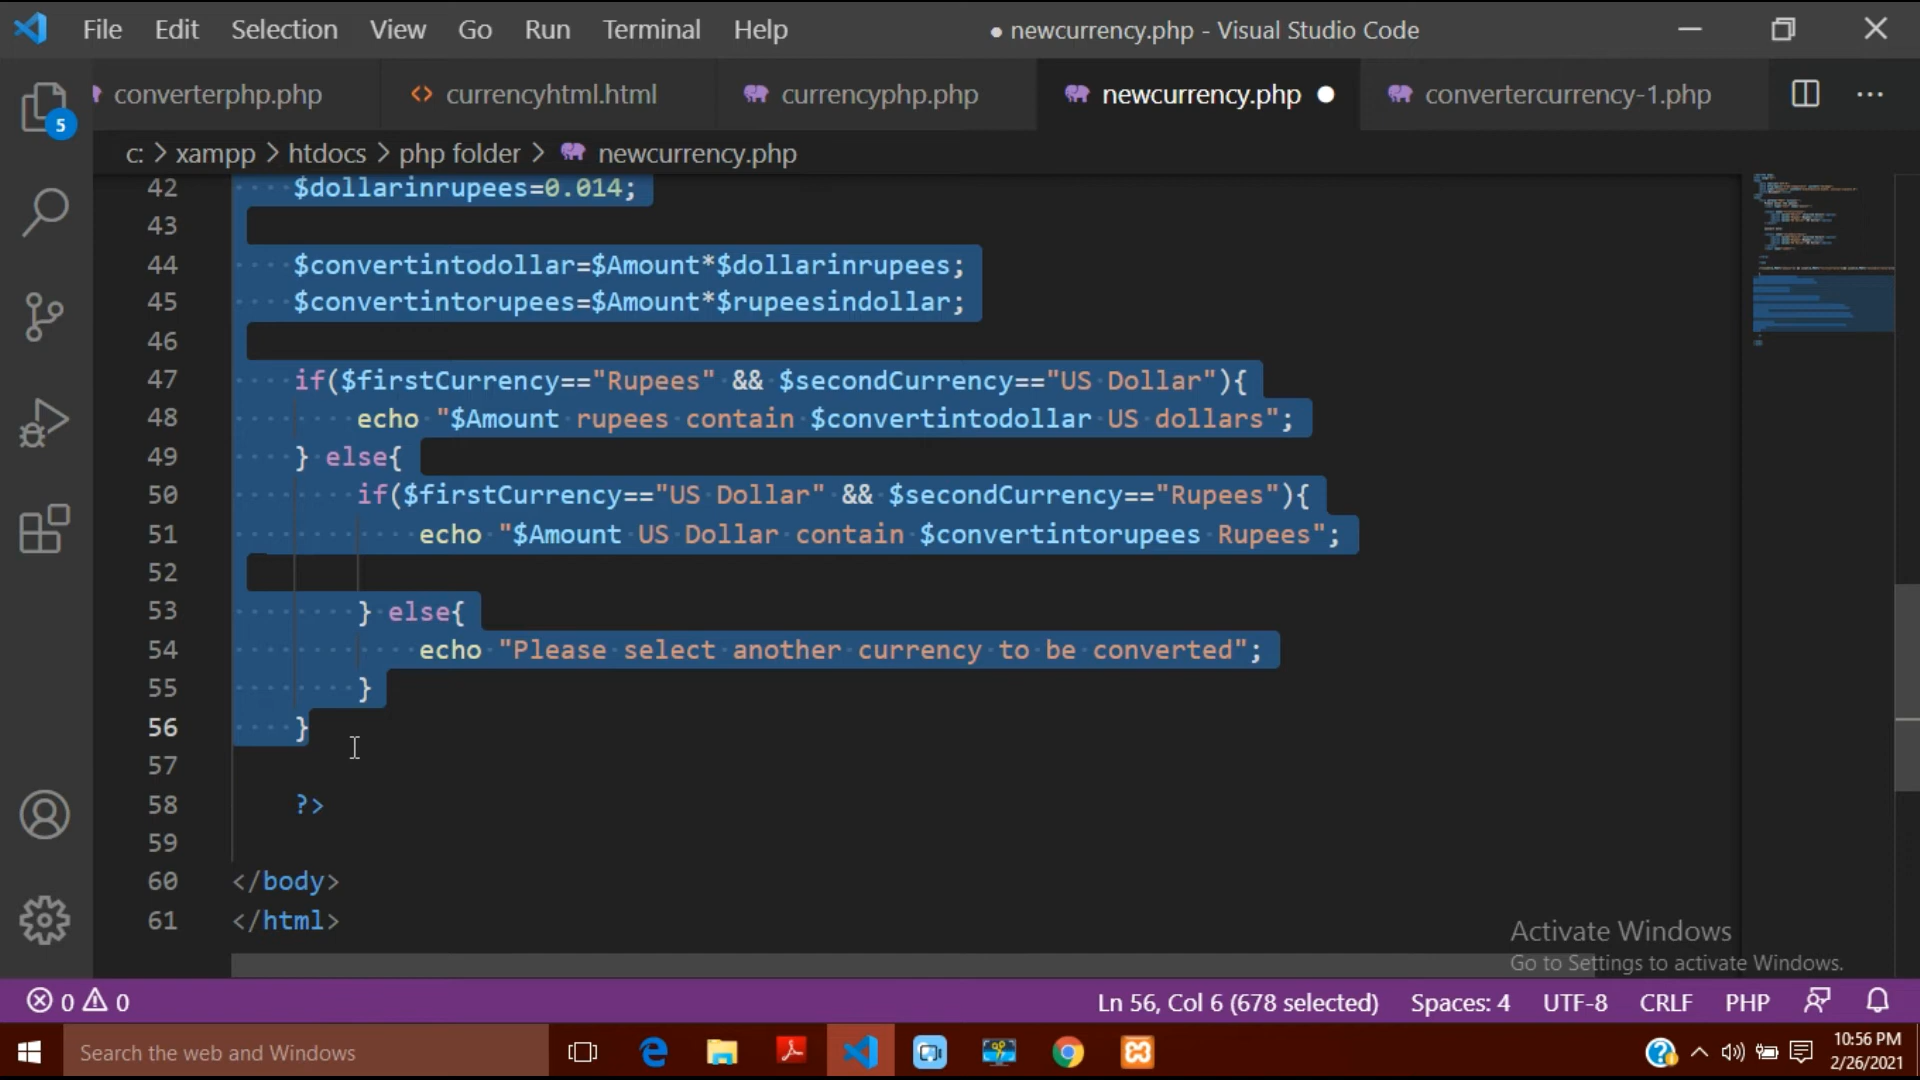 File Edit Selection View Go Run Terminal Help ● newcurrency.php - Visual Studio Code
converterphp.php <> currencyhtml.html currencyphp.php newcurrency.php ● convertercurrency-1.php ...
5
c: > xampp > htdocs > php folder > newcurrency.php
42 $dollarinrupees=0.014;
43
44 $convertintodollar=$Amount*$dollarinrupees;
45 $convertintorupees=$Amount*$rupeesindollar;
46
47 if($firstCurrency=="Rupees" && $secondCurrency=="US Dollar"){
48 echo "$Amount rupees contain $convertintodollar US dollars";
49 } else{
50 if($firstCurrency=="US Dollar" && $secondCurrency=="Rupees"){
51 echo "$Amount US Dollar contain $convertintorupees Rupees";
52
53 } else{
54 echo "Please select another currency to be converted";
55 }
56 }
57
58 ?>
59
60 </body>
61 </html>
Activate Windows
Go to Settings to activate Windows.
0 0 Ln 56, Col 6 (678 selected) Spaces: 4 UTF-8 CRLF PHP
Search the web and Windows
10:56 PM
2/26/2021